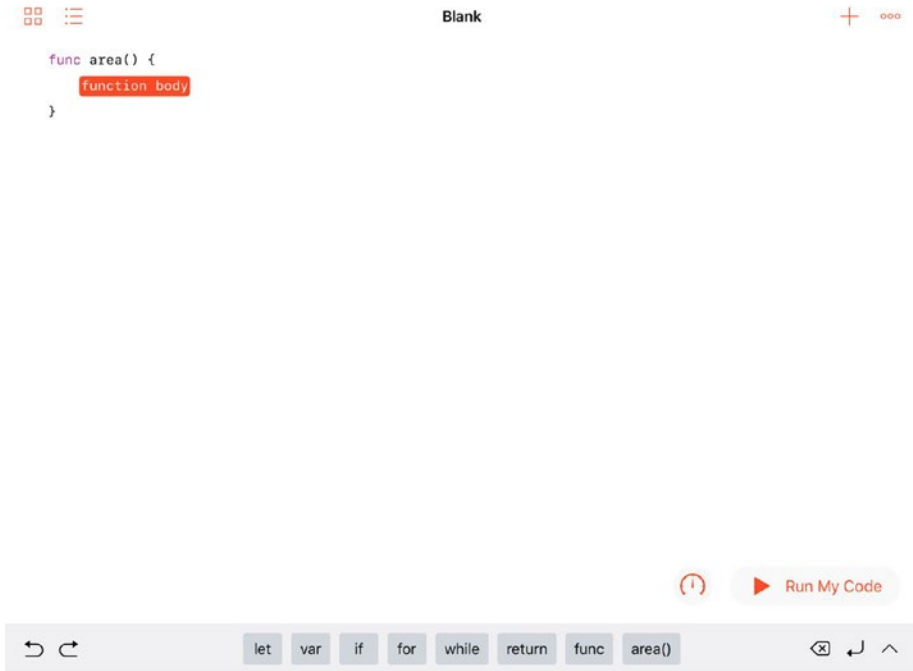 Blank
func area() {
function body
}
Run My Code
let var if for while return func area()